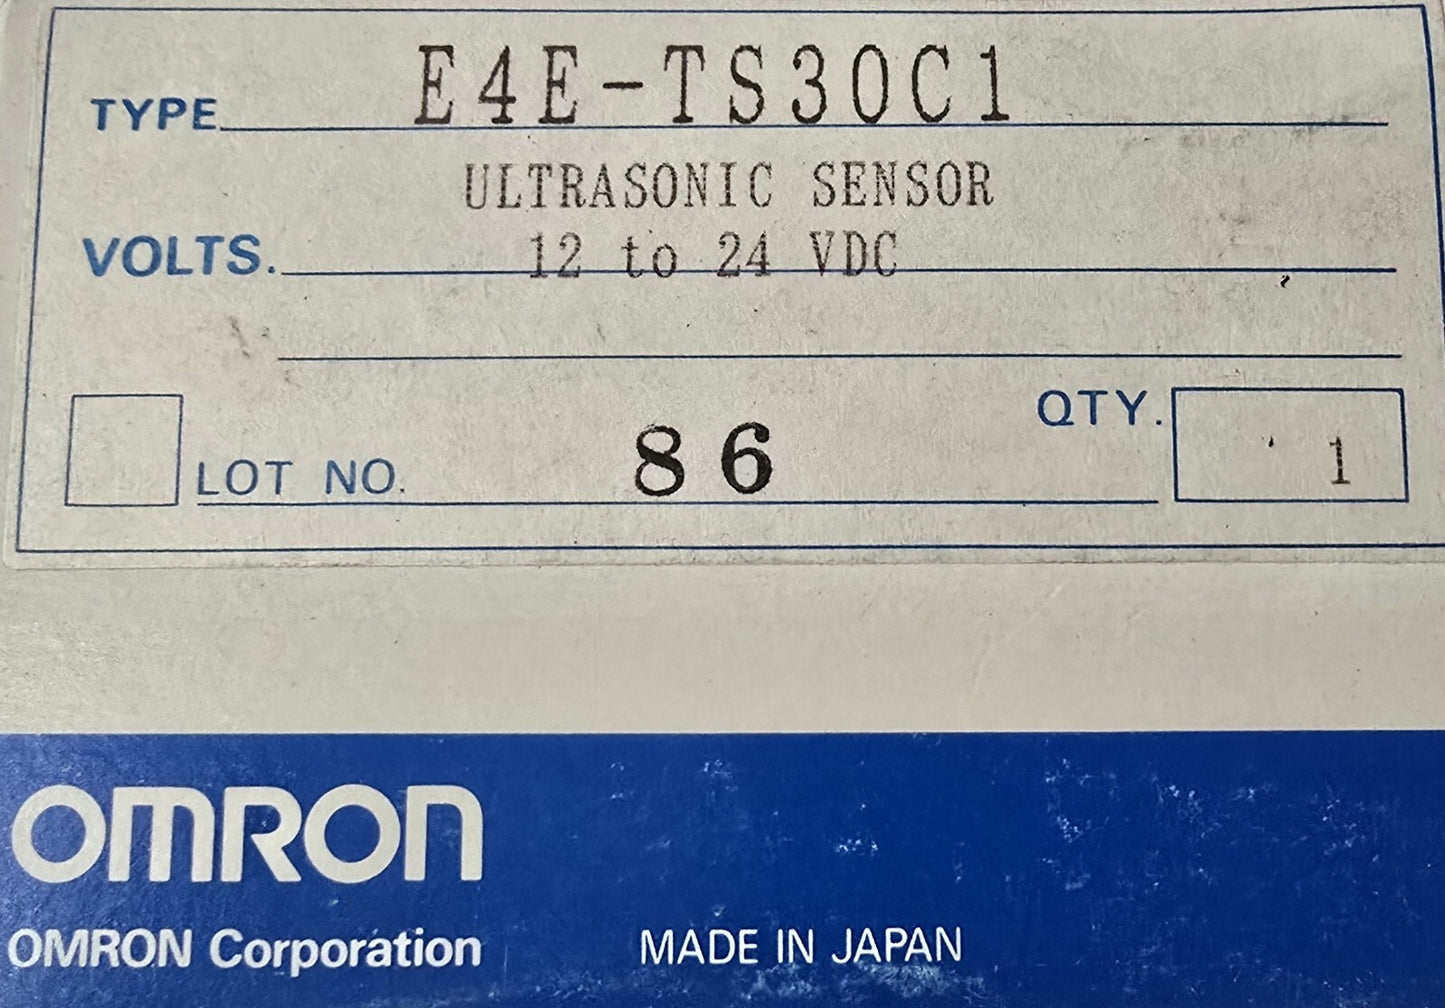 TYPE E4E-TS30C1
ULTRASONIC SENSOR
VOLTS. 12 to 24 VDC
QTY. 1
LOT NO. 86
OMRON
OMRON Corporation
MADE IN JAPAN